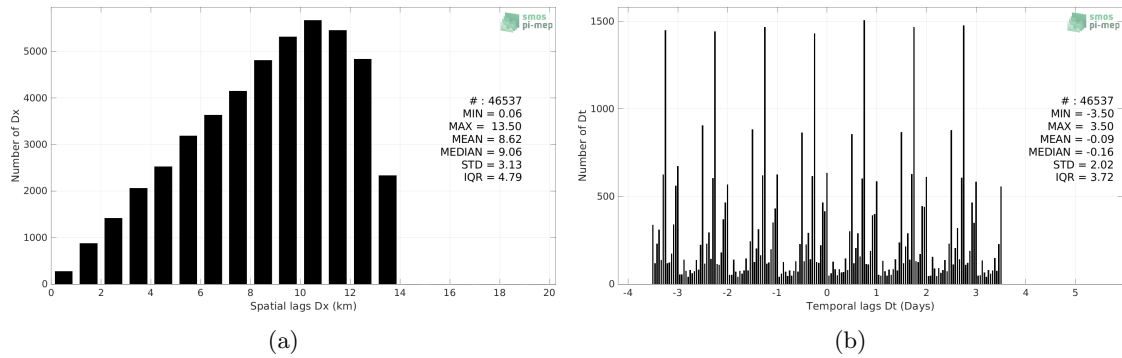 smos
pi-mep
5000
4000
3000
2000
1000
0
Number of Dx
# : 46537
MIN = 0.06
MAX = 13.50
MEAN = 8.62
MEDIAN = 9.06
STD = 3.13
IQR = 4.79
0 2 4 6 8 10 12 14 16 18 20
Spatial lags Dx (km)
(a)
smos
pi-mep
1500
1000
500
0
Number of Dt
# : 46537
MIN = -3.50
MAX = 3.50
MEAN = -0.09
MEDIAN = -0.16
STD = 2.02
IQR = 3.72
-4 -3 -2 -1 0 1 2 3 4 5
Temporal lags Dt (Days)
(b)